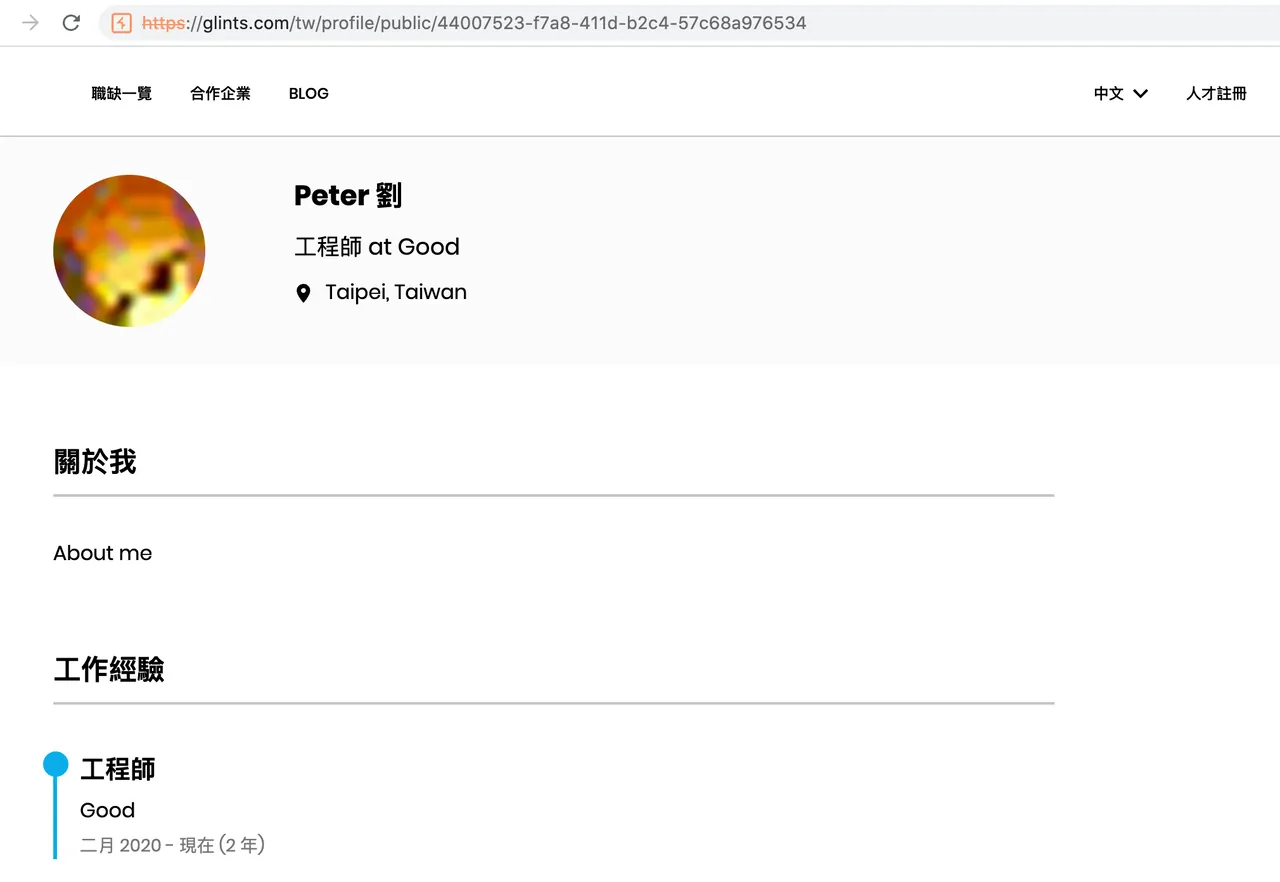 https://glints.com/tw/profile/public/44007523-f7a8-411d-b2c4-57c68a976534
職缺一覽 合作企業 BLOG 中文 人才註冊
Peter 劉
工程師 at Good
Taipei, Taiwan
關於我
About me
工作經驗
工程師
Good
二月 2020 - 現在 (2 年)